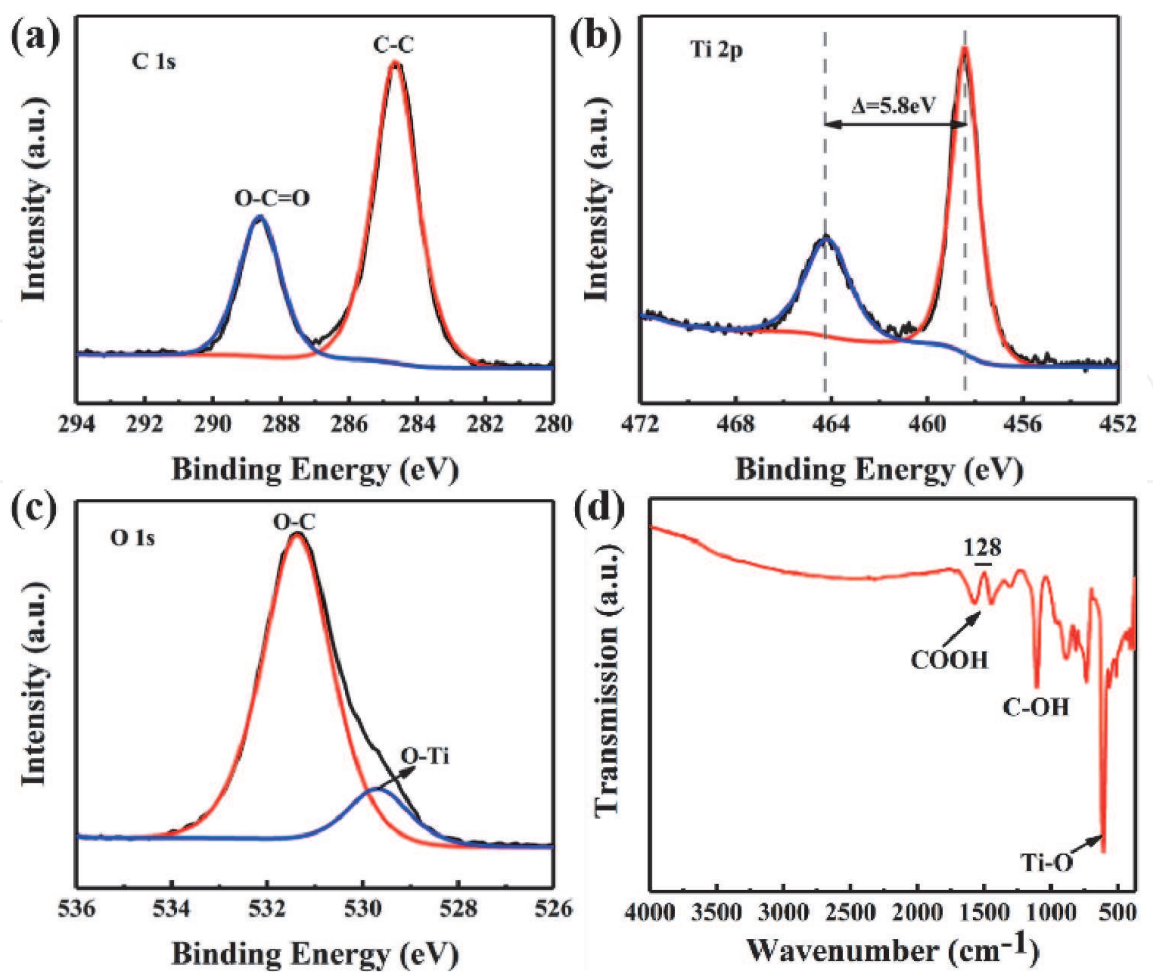 (a)
C 1s
C-C
O-C=O
Intensity (a.u.)
294 292 290 288 286 284 282 280
Binding Energy (eV)
(b)
Ti 2p
Δ=5.8eV
Intensity (a.u.)
472 468 464 460 456 452
Binding Energy (eV)
(c)
O 1s
O-C
O-Ti
Intensity (a.u.)
536 534 532 530 528 526
Binding Energy (eV)
(d)
128
COOH
C-OH
Ti-O
Transmission (a.u.)
4000 3500 3000 2500 2000 1500 1000 500
Wavenumber (cm⁻¹)